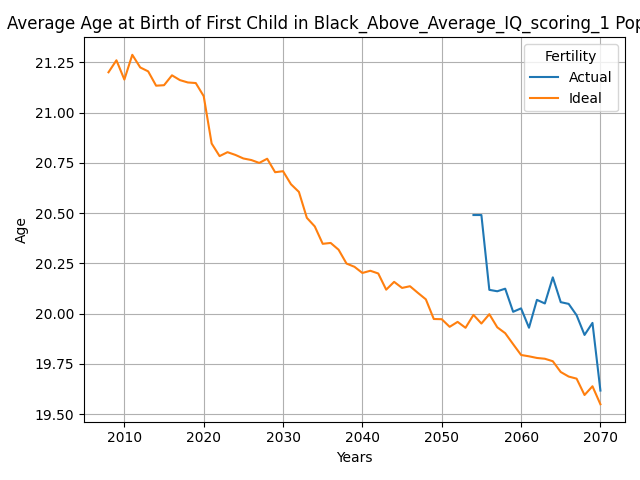 Average Age at Birth of First Child in Black_Above_Average_IQ_scoring_1 Pop
Fertility
Actual
Ideal
21.25
21.00
20.75
20.50
20.25
20.00
19.75
19.50
Age
2010 2020 2030 2040 2050 2060 2070
Years